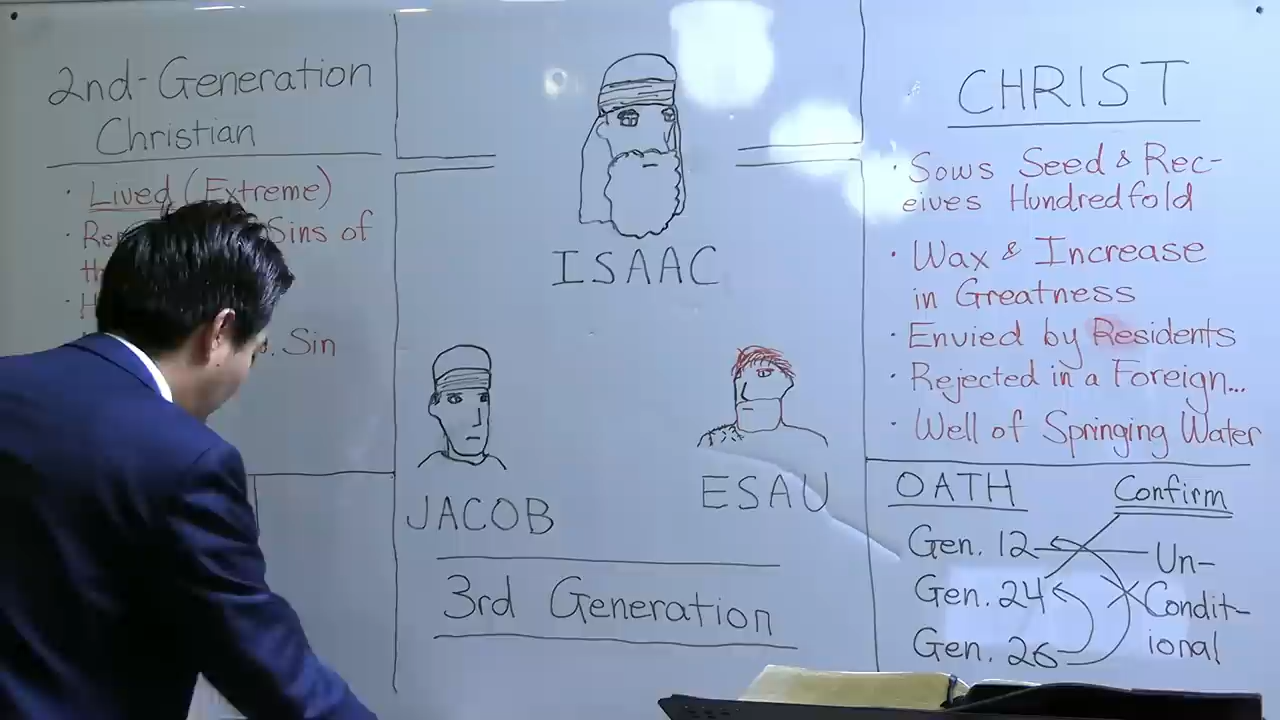 2nd-Generation
Christian
· Lived (Extreme)
· Sins of
Sin
ISAAC
JACOB
ESAU
3rd Generation
CHRIST
· Sows Seed & Rec-
eives Hundredfold
· Wax & Increase
in Greatness
· Envied by Residents
· Rejected in a Foreign...
· Well of Springing Water
OATH Confirm
Gen. 12 Un-
Gen. 24 Condit-
Gen. 26 ional